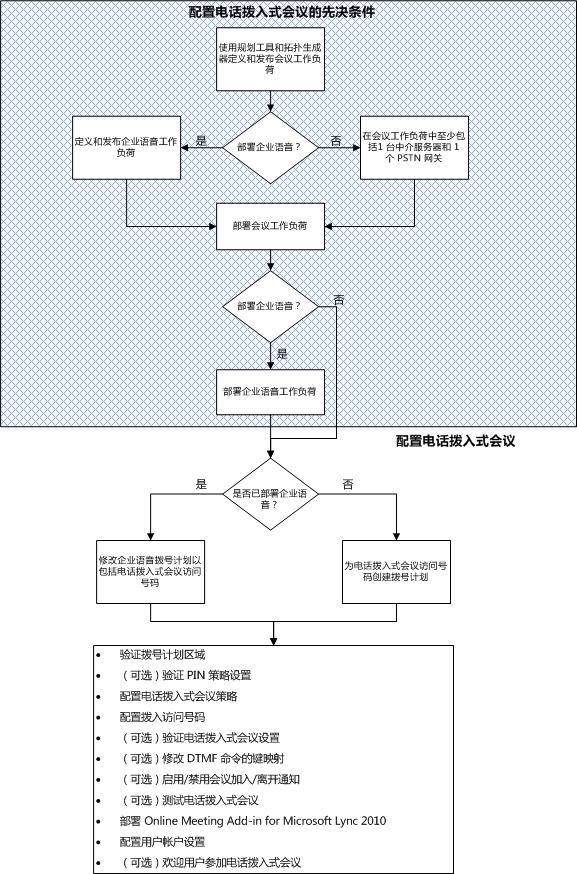 配置电话拨入式会议的先决条件
使用规划工具和拓扑生成
器定义和发布会议工作负
荷
部署企业语音？
是
否
定义和发布企业语音工作
负荷
在会议工作负荷中至少包
括1 台中介服务器和 1
个 PSTN 网关
部署会议工作负荷
部署企业语音？
否
是
部署企业语音工作负荷
配置电话拨入式会议
是否已部署企业语
音？
是
否
修改企业语音拨号计划以
包括电话拨入式会议访问
号码
为电话拨入式会议访问号
码创建拨号计划
• 验证拨号计划区域
• （可选）验证 PIN 策略设置
• 配置电话拨入式会议策略
• 配置拨入访问号码
• （可选）验证电话拨入式会议设置
• （可选）修改 DTMF 命令的键映射
• （可选）启用/禁用会议加入/离开通知
• （可选）测试电话拨入式会议
• 部署 Online Meeting Add-in for Microsoft Lync 2010
• 配置用户帐户设置
• （可选）欢迎用户参加电话拨入式会议